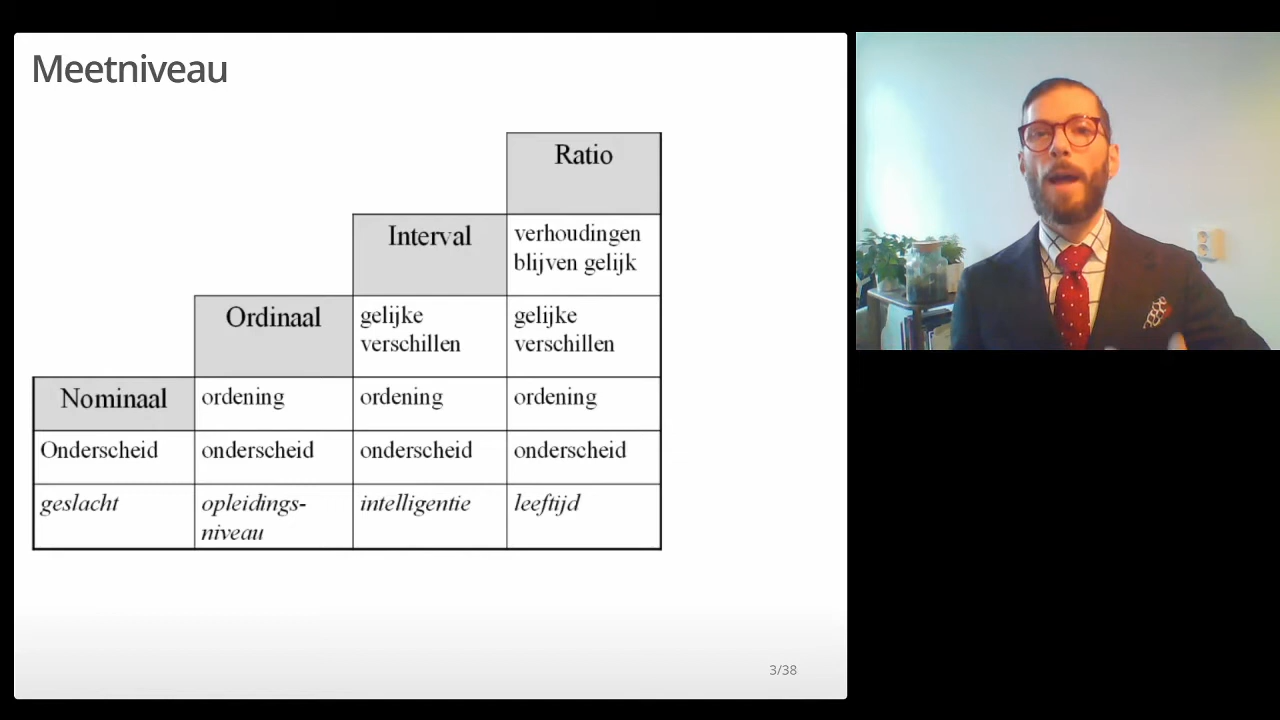 Meetniveau
Ratio
Interval
verhoudingen
blijven gelijk
Ordinaal
gelijke
verschillen
gelijke
verschillen
Nominaal
ordening
ordening
ordening
Onderscheid
onderscheid
onderscheid
onderscheid
geslacht
opleidings-
niveau
intelligentie
leeftijd
3/38